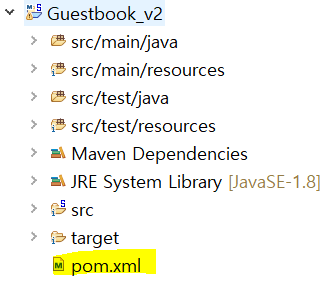 Guestbook_v2
src/main/java
src/main/resources
src/test/java
src/test/resources
Maven Dependencies
JRE System Library [JavaSE-1.8]
src
target
pom.xml